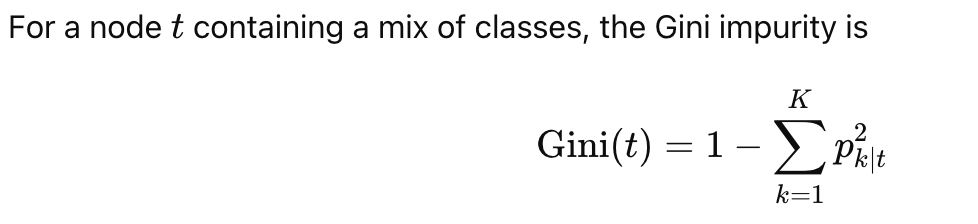 For a node t containing a mix of classes, the Gini impurity is
Gini(t) = 1 − ∑_{k=1}^{K} p_{k|t}^{2}